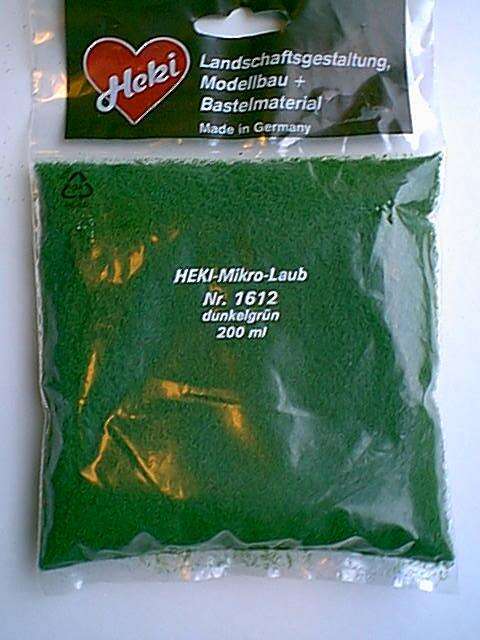 Heki
Landschaftsgestaltung,
Modellbau +
Bastelmaterial
Made in Germany
HEKI-Mikro-Laub
Nr. 1612
dunkelgrün
200 ml